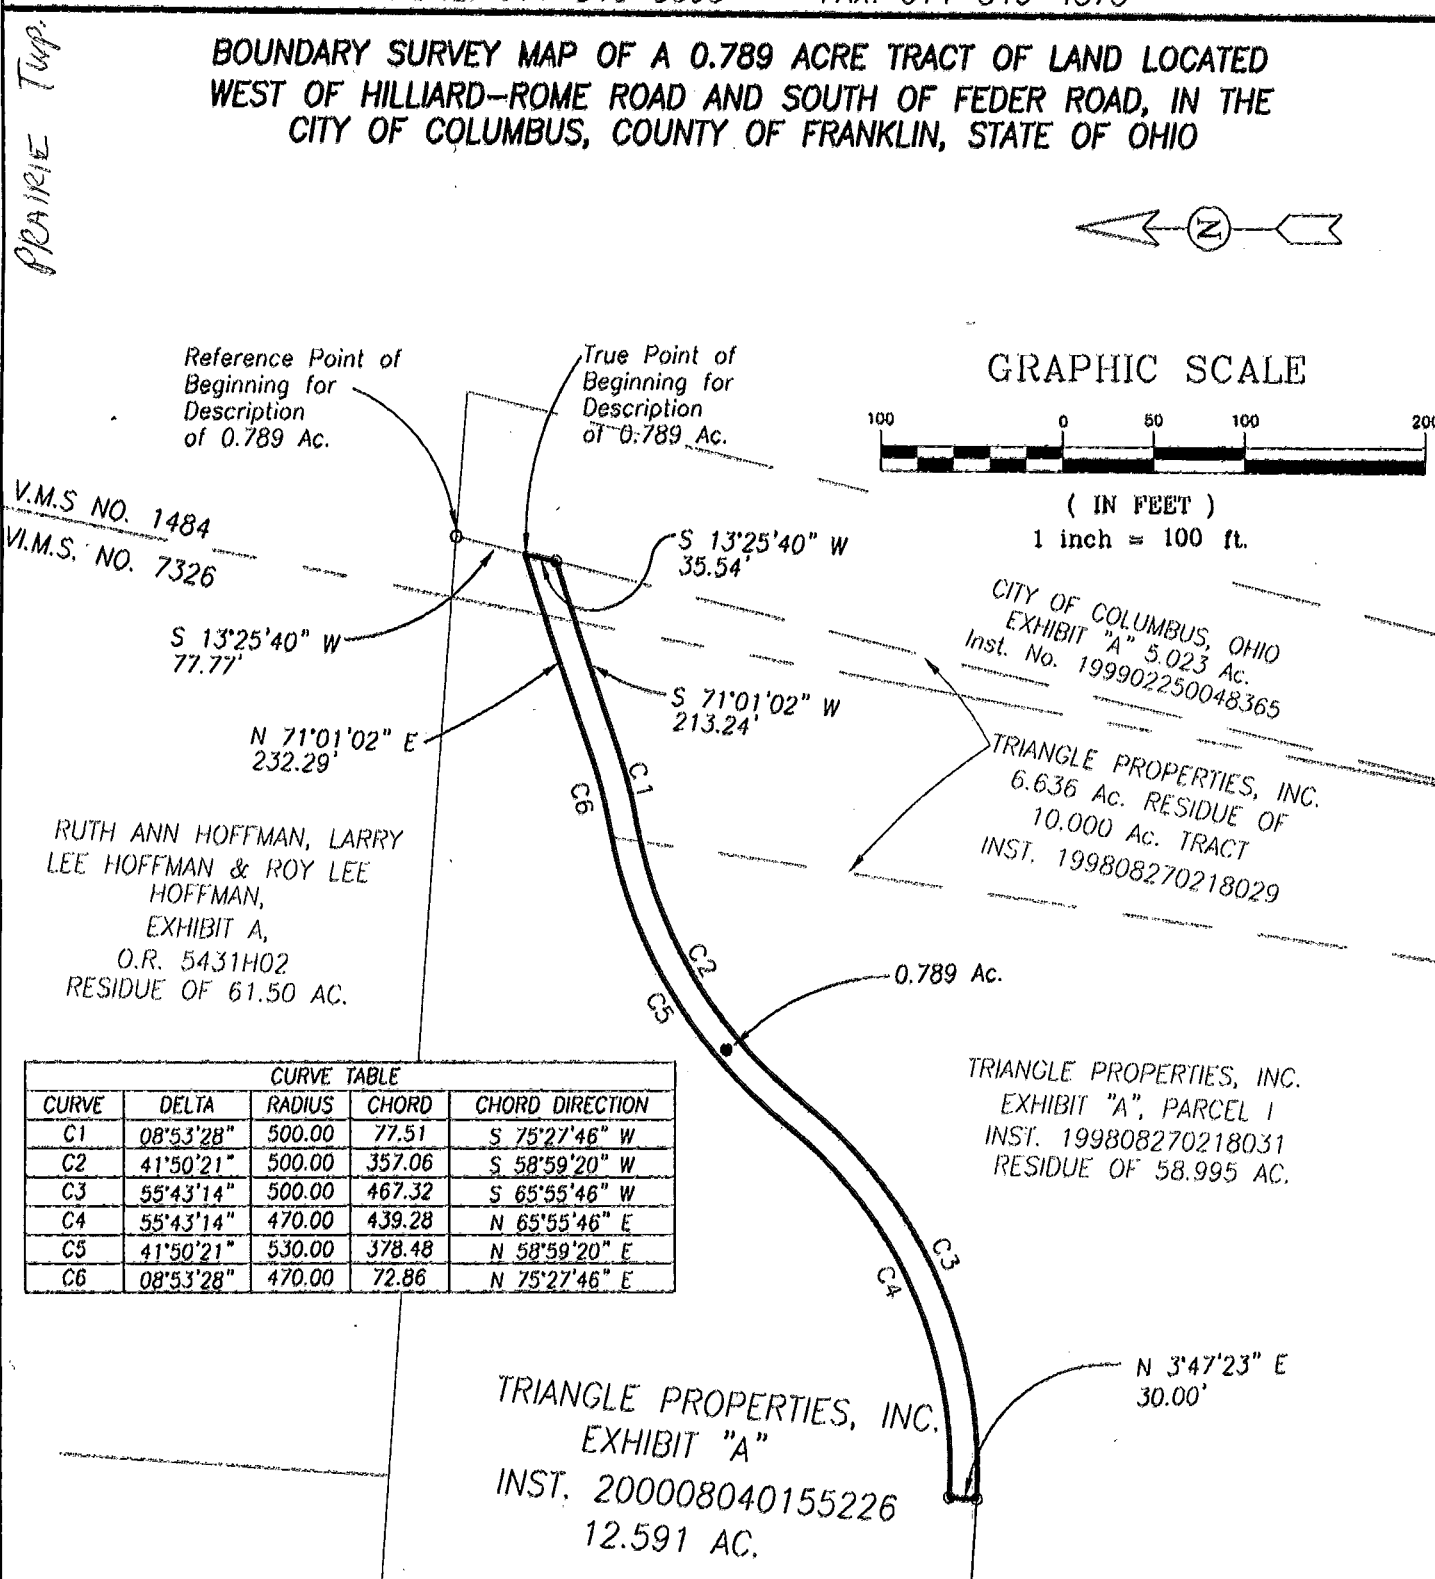 PRAIRIE Twp.
BOUNDARY SURVEY MAP OF A 0.789 ACRE TRACT OF LAND LOCATED
WEST OF HILLIARD-ROME ROAD AND SOUTH OF FEDER ROAD, IN THE
CITY OF COLUMBUS, COUNTY OF FRANKLIN, STATE OF OHIO
N
Reference Point of
Beginning for
Description
of 0.789 Ac.
True Point of
Beginning for
Description
of 0.789 Ac.
GRAPHIC SCALE
100 0 50 100 200
( IN FEET )
1 inch = 100 ft.
V.M.S NO. 1484
V.M.S. NO. 7326
S 13°25'40" W
35.54'
S 13°25'40" W
77.77'
S 71°01'02" W
213.24'
N 71°01'02" E
232.29'
CITY OF COLUMBUS, OHIO
EXHIBIT "A" 5.023 Ac.
Inst. No. 199902250048365
TRIANGLE PROPERTIES, INC.
6.636 Ac. RESIDUE OF
10.000 Ac. TRACT
INST. 199808270218029
C1
C6
RUTH ANN HOFFMAN, LARRY
LEE HOFFMAN & ROY LEE
HOFFMAN,
EXHIBIT A,
O.R. 5431H02
RESIDUE OF 61.50 AC.
C2
C5
0.789 Ac.
TRIANGLE PROPERTIES, INC.
EXHIBIT "A", PARCEL I
INST. 199808270218031
RESIDUE OF 58.995 AC.
CURVE TABLE
CURVE DELTA RADIUS CHORD CHORD DIRECTION
C1 08°53'28" 500.00 77.51 S 75°27'46" W
C2 41°50'21" 500.00 357.06 S 58°59'20" W
C3 55°43'14" 500.00 467.32 S 65°55'46" W
C4 55°43'14" 470.00 439.28 N 65°55'46" E
C5 41°50'21" 530.00 378.48 N 58°59'20" E
C6 08°53'28" 470.00 72.86 N 75°27'46" E
C3
C4
N 3°47'23" E
30.00'
TRIANGLE PROPERTIES, INC.
EXHIBIT "A"
INST. 200008040155226
12.591 AC.